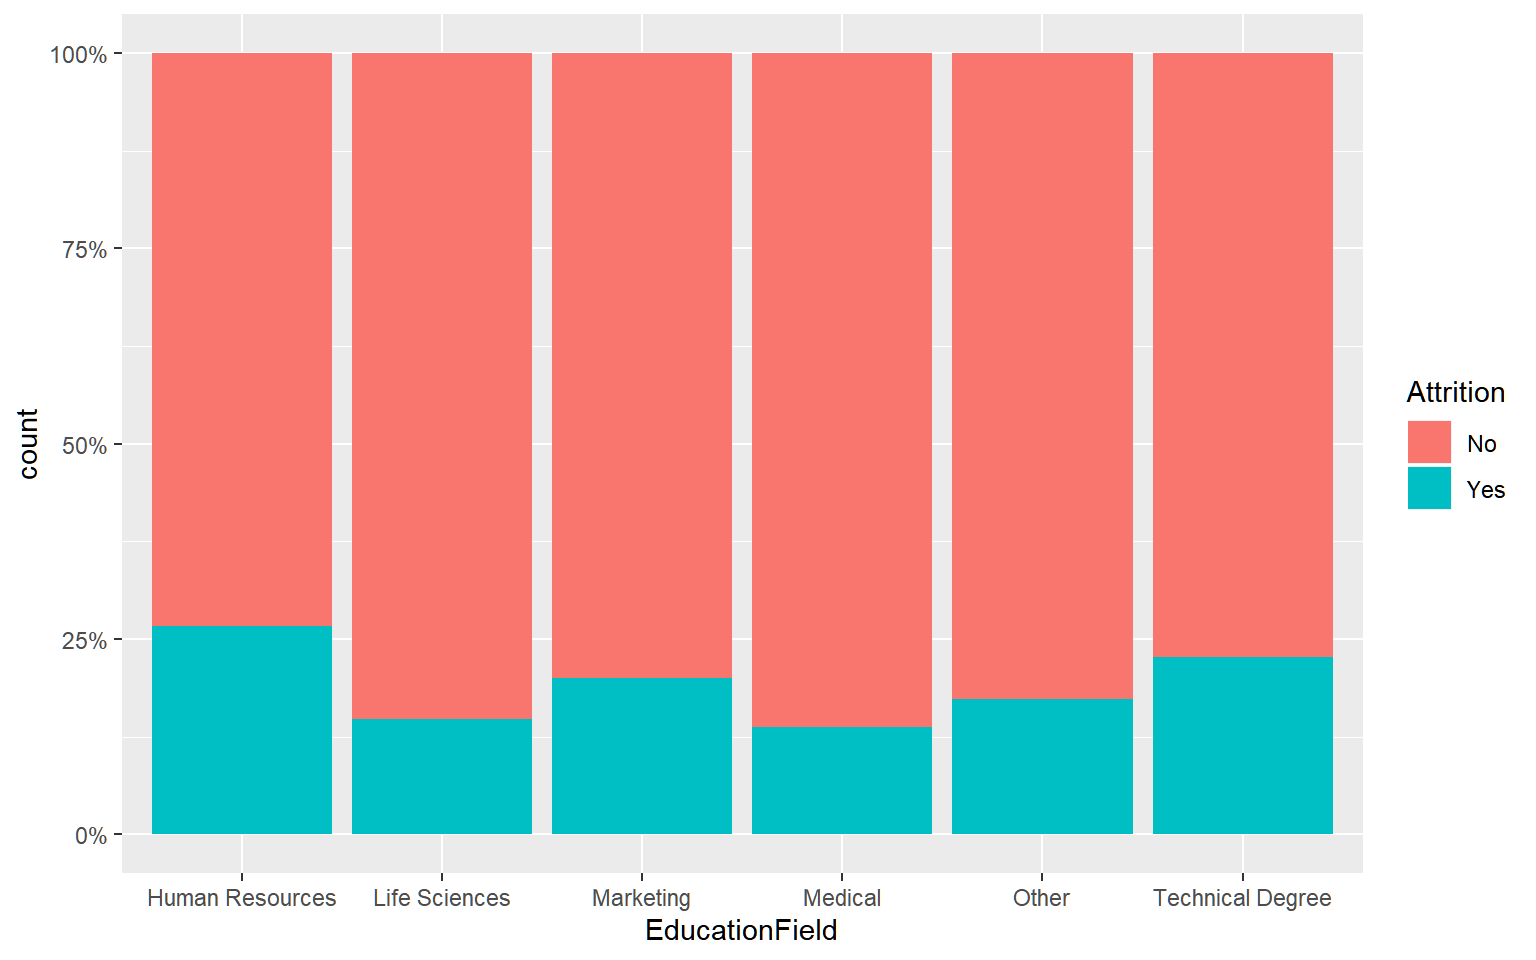 100%
75%
50%
25%
0%
count
Human Resources
Life Sciences
Marketing
Medical
Other
Technical Degree
EducationField
Attrition
No
Yes